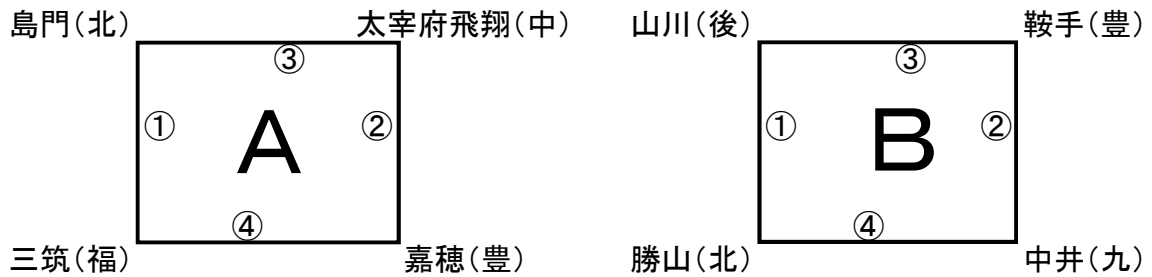 島門(北) 太宰府飛翔(中) 山川(後) 鞍手(豊)
③ ③
① A ② ① B ②
④ ④
三筑(福) 嘉穂(豊) 勝山(北) 中井(九)